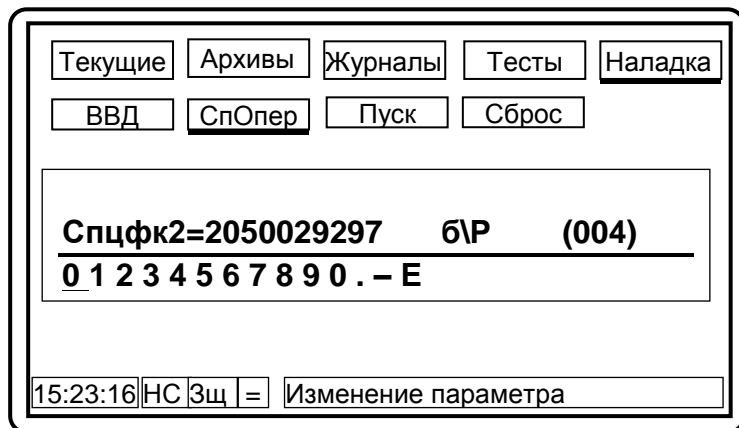 Текущие Архивы Журналы Тесты Наладка
ВВД СпОпер Пуск Сброс
Спцфк2=2050029297 б\Р (004)
0 1 2 3 4 5 6 7 8 9 0 . – Е
15:23:16 НС Зщ = Изменение параметра